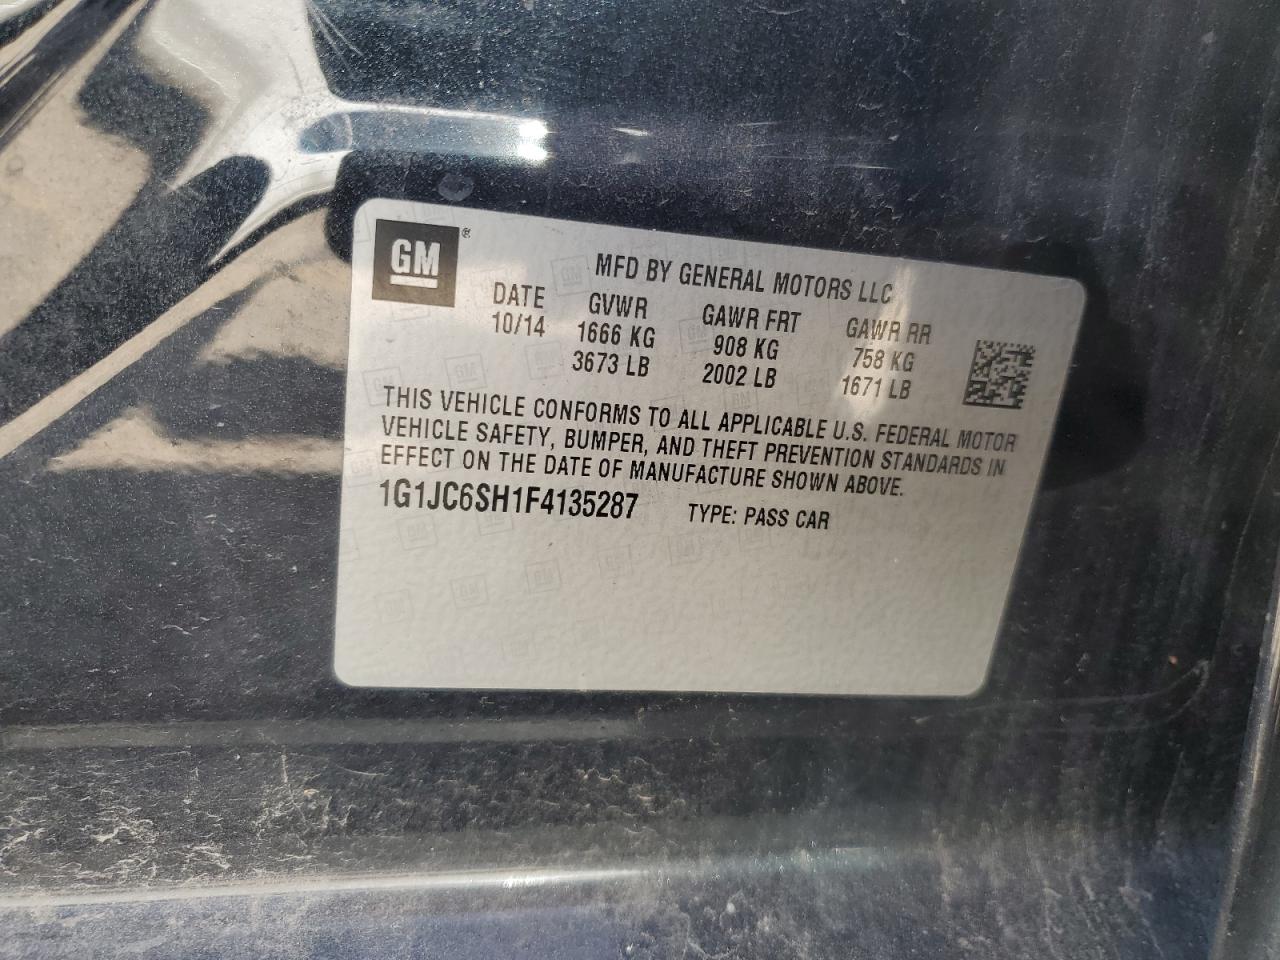 GM®
MFD BY GENERAL MOTORS LLC
DATE GVWR GAWR FRT GAWR RR
10/14 1666 KG 908 KG 758 KG
3673 LB 2002 LB 1671 LB
THIS VEHICLE CONFORMS TO ALL APPLICABLE U.S. FEDERAL MOTOR
VEHICLE SAFETY, BUMPER, AND THEFT PREVENTION STANDARDS IN
EFFECT ON THE DATE OF MANUFACTURE SHOWN ABOVE.
1G1JC6SH1F4135287 TYPE: PASS CAR